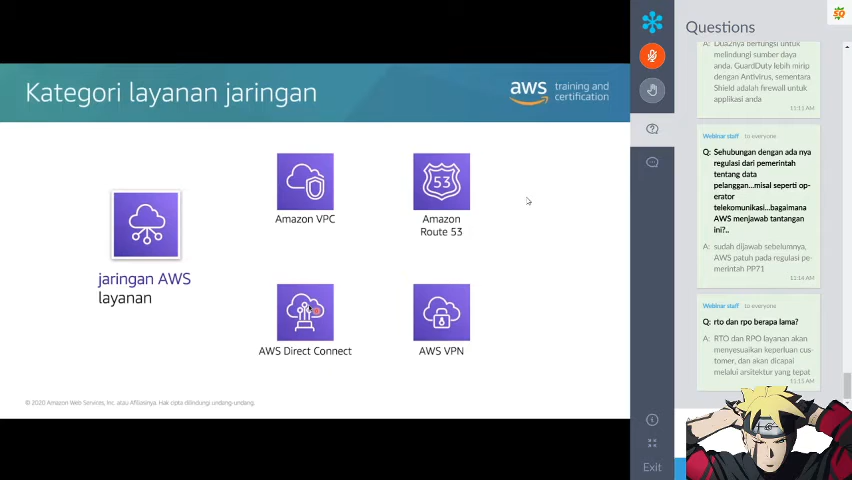 Kategori layanan jaringan
aws training and
certification
Amazon VPC
53
Amazon
Route 53
jaringan AWS
layanan
AWS Direct Connect
AWS VPN
© 2020 Amazon Web Services, Inc. atau Afiliasinya. Hak cipta dilindungi undang-undang.
Questions
A: Dua2nya berfungsi untuk
melindungi sumber daya
anda. GuardDuty lebih mirip
dengan Antivirus, sementara
Shield adalah firewall untuk
applikasi anda
11:11 AM
Webinar staff to everyone
Q: Sehubungan dengan ada nya
regulasi dari pemerintah
tentang data
pelanggan...misal seperti op-
erator
telekomunikasi...bagaimana
AWS menjawab tantangan
ini?..
A: sudah dijawab sebelumnya,
AWS patuh pada regulasi pe-
merintah PP71
11:14 AM
Webinar staff to everyone
Q: rto dan rpo berapa lama?
A: RTO dan RPO layanan akan
menyesuaikan keperluan cus-
tomer, dan akan dicapai
melalui arsitektur yang tepat
11:15 AM
Exit